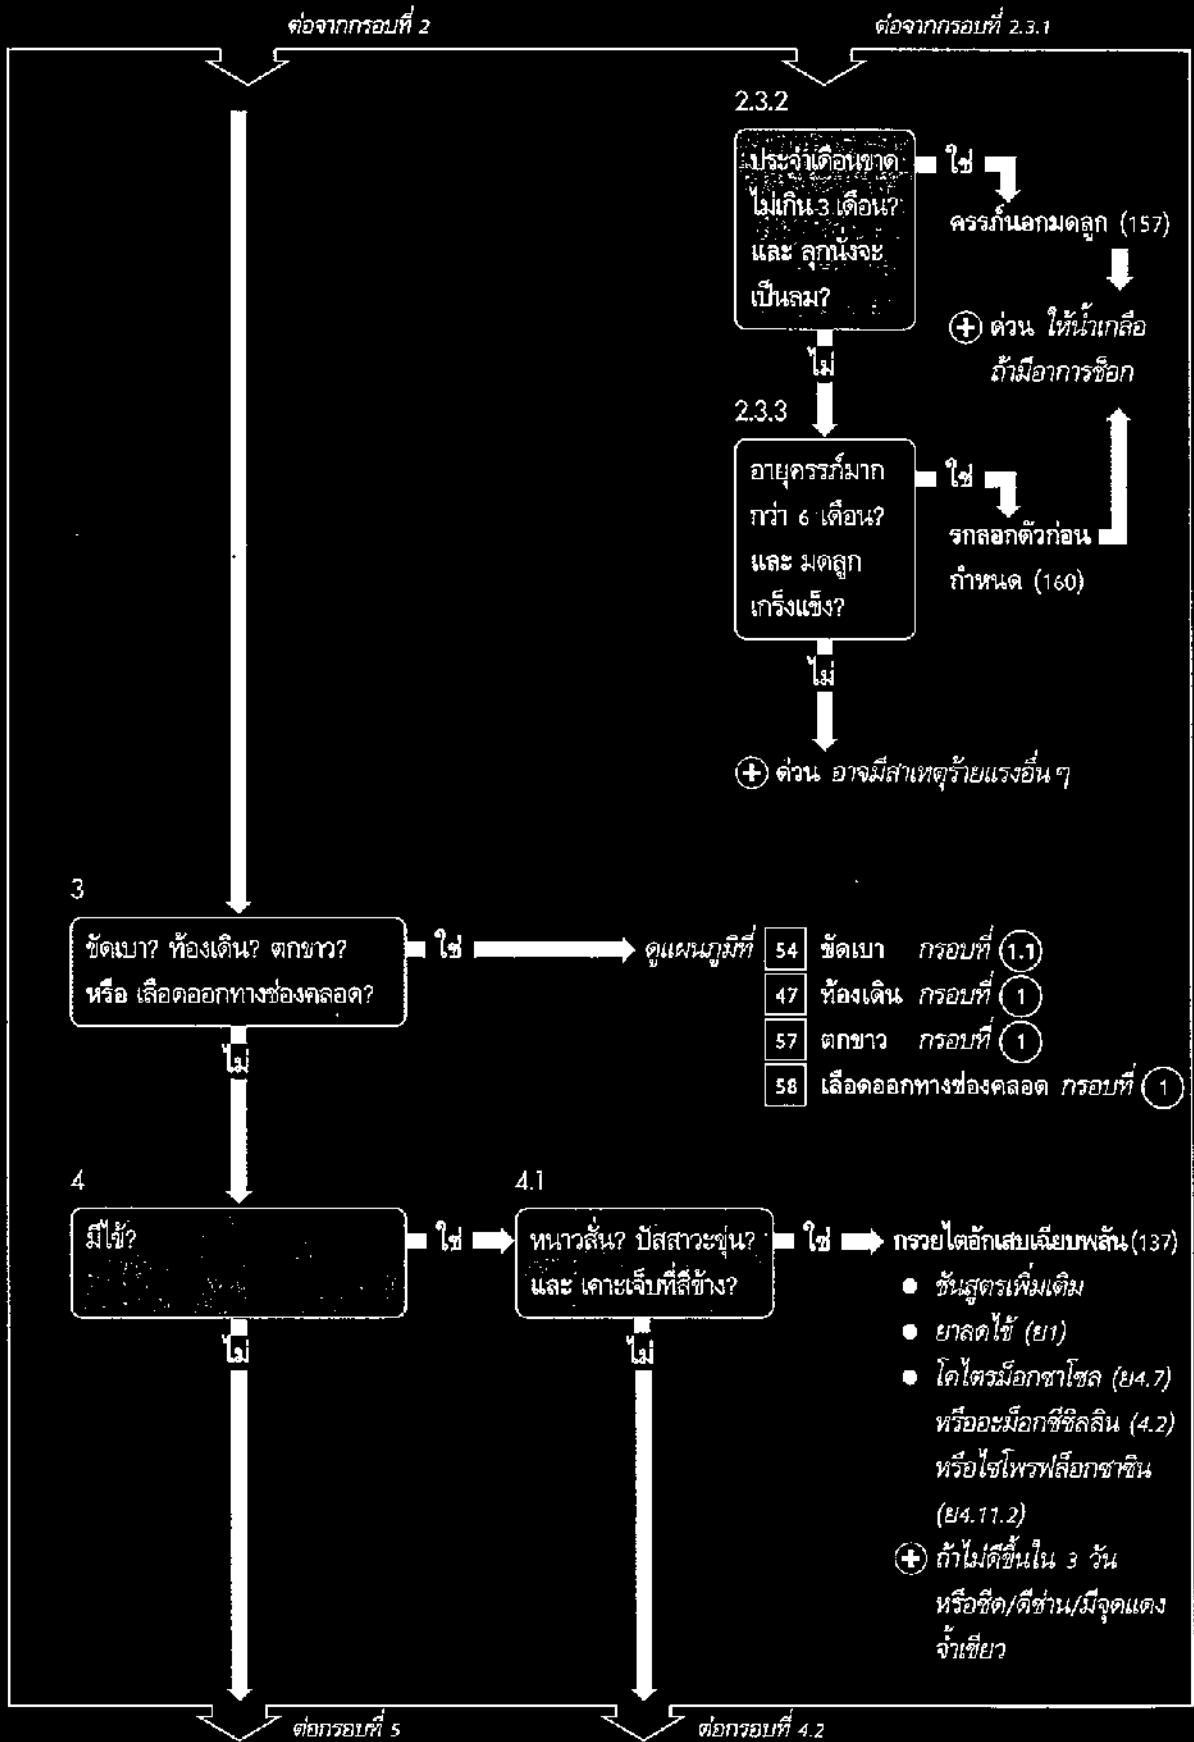 ต่อจากกรอบที่ 2
ต่อจากกรอบที่ 2.3.1
2.3.2
ประจำเดือนขาด
ไม่เกิน 3 เดือน?
และ ลุกนั่งจะ
เป็นลม?
ใช่
ครรภ์นอกมดลูก (157)
ด่วน ให้น้ำเกลือ
ถ้ามีอาการช็อก
ไม่
2.3.3
อายุครรภ์มาก
กว่า 6 เดือน?
และ มดลูก
เกร็งแข็ง?
ใช่
รกลอกตัวก่อน
กำหนด (160)
ไม่
ด่วน อาจมีสาเหตุร้ายแรงอื่น ๆ
3
ขัดเบา? ท้องเดิน? ตกขาว?
หรือ เลือดออกทางช่องคลอด?
ใช่
ดูแผนภูมิที่ 54 ขัดเบา กรอบที่ 1.1
47 ท้องเดิน กรอบที่ 1
57 ตกขาว กรอบที่ 1
58 เลือดออกทางช่องคลอด กรอบที่ 1
ไม่
4
มีไข้?
ใช่
4.1
หนาวสั่น? ปัสสาวะขุ่น?
และ เคาะเจ็บที่สีข้าง?
ใช่
กรวยไตอักเสบเฉียบพลัน (137)
● ชันสูตรเพิ่มเติม
● ยาลดไข้ (ย1)
● โคไตรม็อกซาโซล (ย4.7)
หรืออะม็อกซีซิลลิน (4.2)
หรือไซโพรฟล็อกซาซิน
(ย4.11.2)
ถ้าไม่ดีขึ้นใน 3 วัน
หรือซีด/ดีซ่าน/มีจุดแดง
จ้ำเขียว
ไม่
ไม่
ต่อกรอบที่ 5
ต่อกรอบที่ 4.2